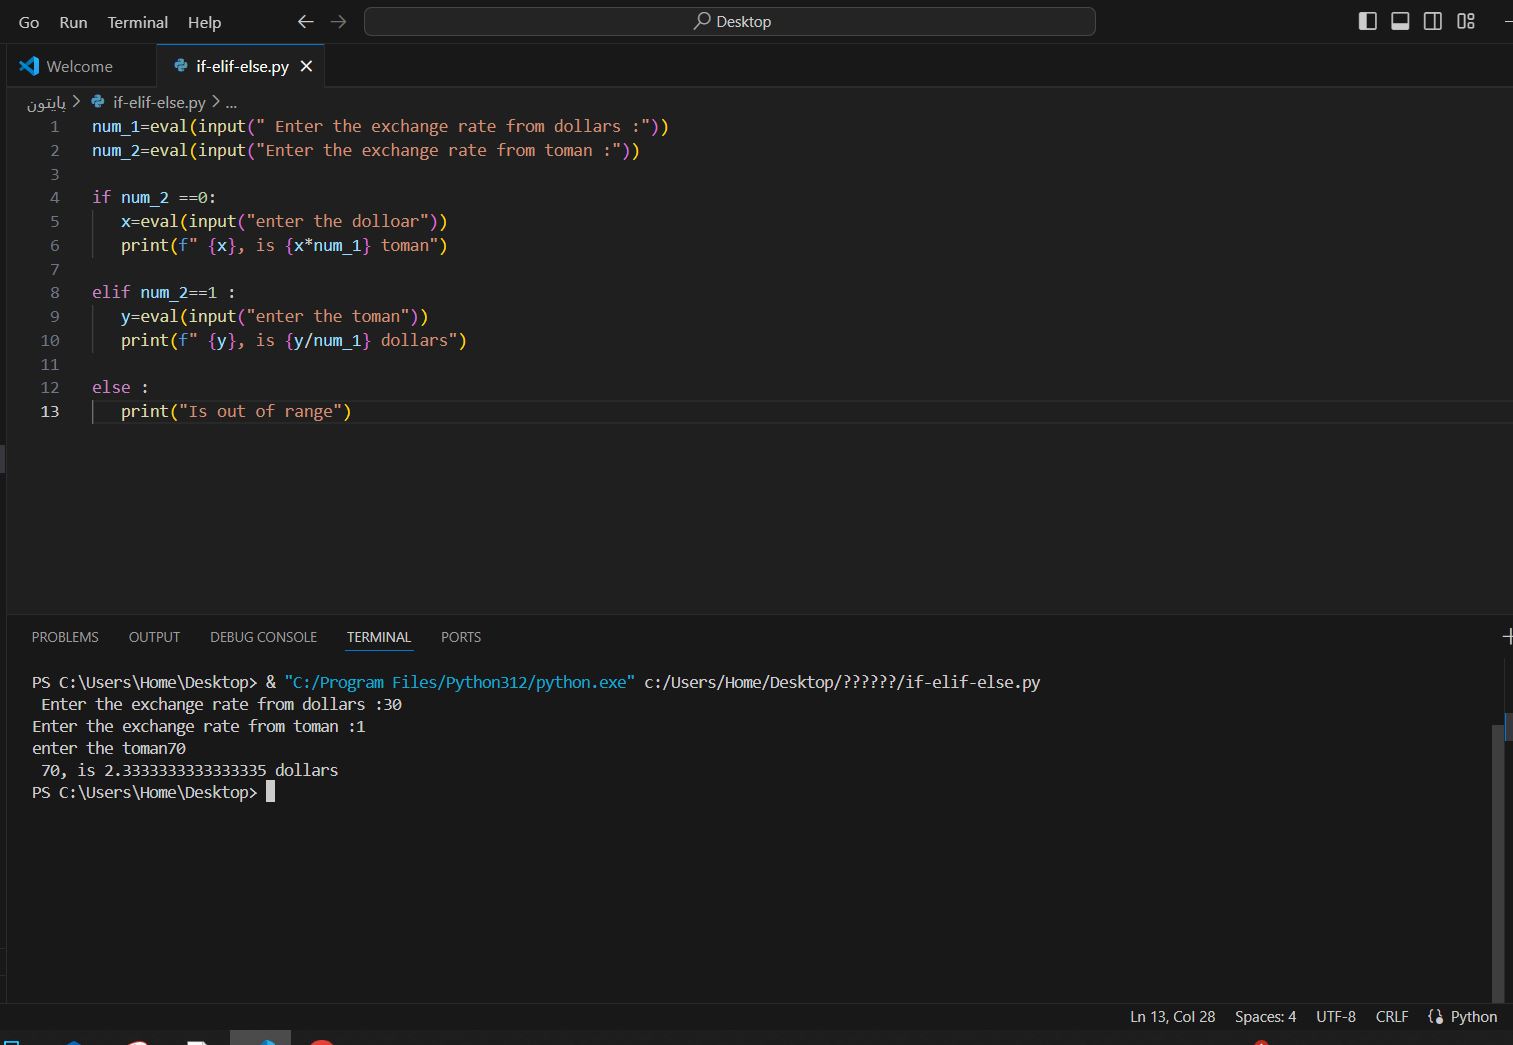 Go Run Terminal Help Desktop
Welcome if-elif-else.py
پایتون > if-elif-else.py > ...
1 num_1=eval(input(" Enter the exchange rate from dollars :"))
2 num_2=eval(input("Enter the exchange rate from toman :"))
3
4 if num_2 ==0:
5    x=eval(input("enter the dolloar"))
6    print(f" {x}, is {x*num_1} toman")
7
8 elif num_2==1 :
9    y=eval(input("enter the toman"))
10    print(f" {y}, is {y/num_1} dollars")
11
12 else :
13    print("Is out of range")
PROBLEMS OUTPUT DEBUG CONSOLE TERMINAL PORTS
PS C:\Users\Home\Desktop> & "C:/Program Files/Python312/python.exe" c:/Users/Home/Desktop/??????/if-elif-else.py
 Enter the exchange rate from dollars :30
Enter the exchange rate from toman :1
enter the toman70
 70, is 2.3333333333333335 dollars
PS C:\Users\Home\Desktop>
Ln 13, Col 28 Spaces: 4 UTF-8 CRLF Python